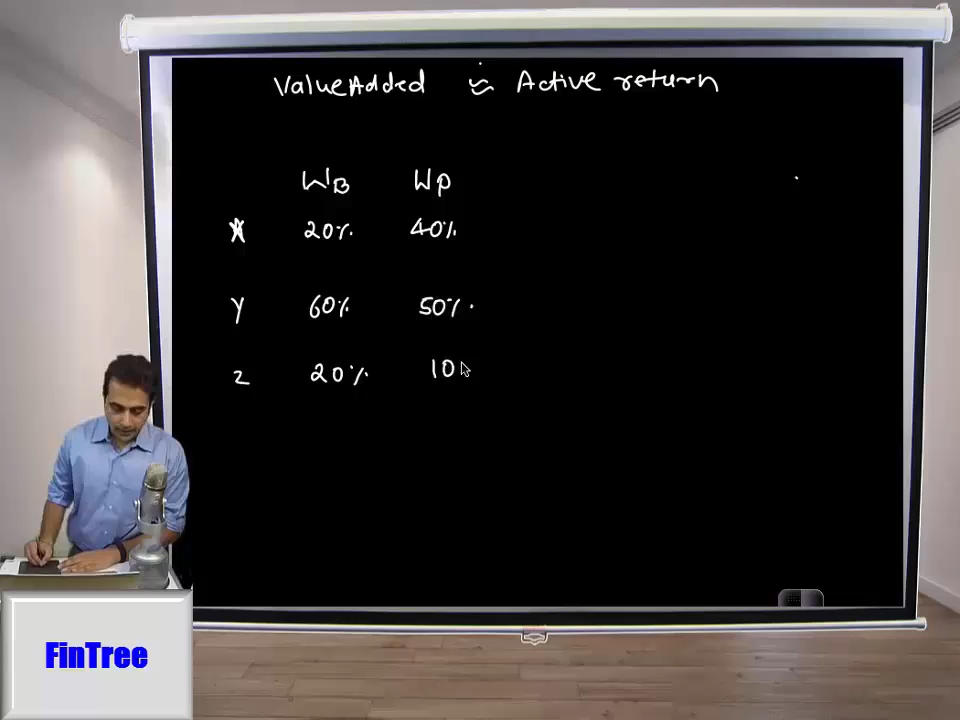 ValueAdded ≈ Active return
WB WP
X 20% 40%
Y 60% 50%
Z 20% 10
FinTree